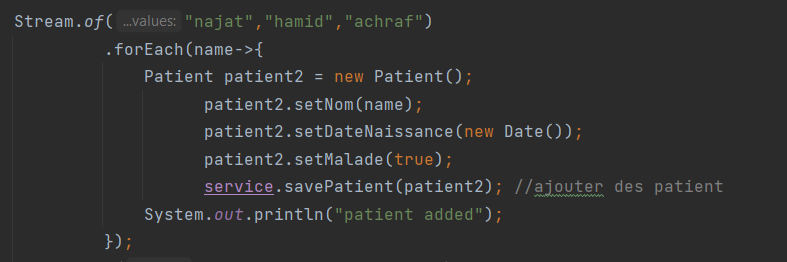 Stream.of( ...values: "najat","hamid","achraf")
.forEach(name->{
Patient patient2 = new Patient();
patient2.setNom(name);
patient2.setDateNaissance(new Date());
patient2.setMalade(true);
service.savePatient(patient2); //ajouter des patient
System.out.println("patient added");
});